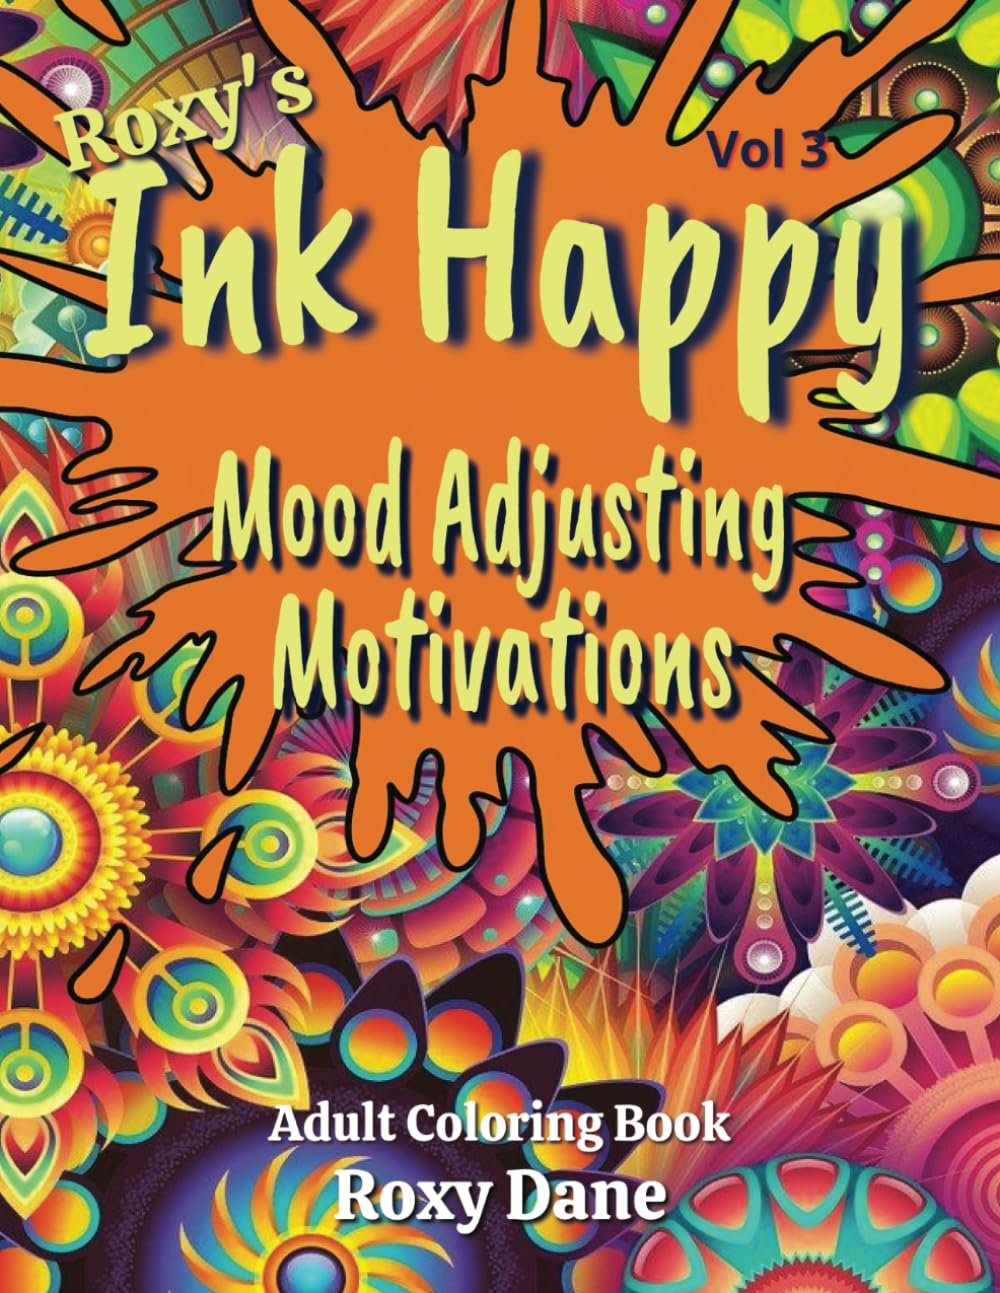 Roxy's
Vol 3
Ink Happy
Mood Adjusting
Motivations
Adult Coloring Book
Roxy Dane